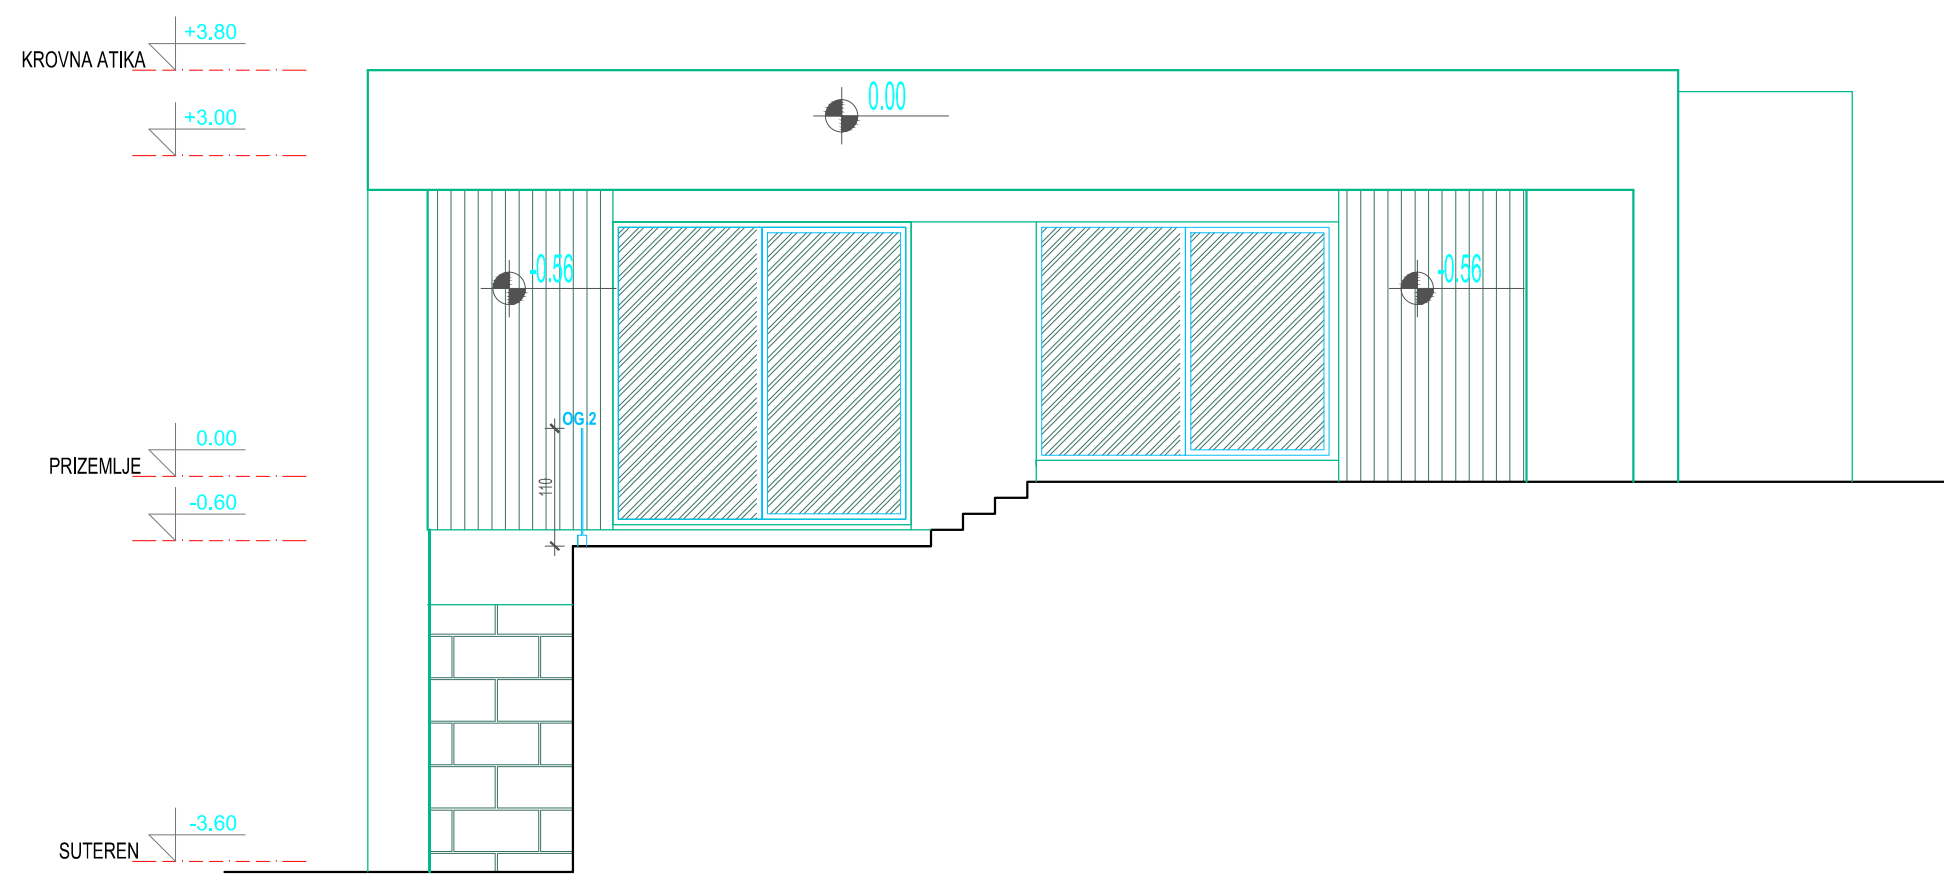 +3.80
KROVNA ATIKA
0.00
+3.00
-0.56
-0.56
OG.2
0.00
PRIZEMLJE
110
-0.60
-3.60
SUTEREN